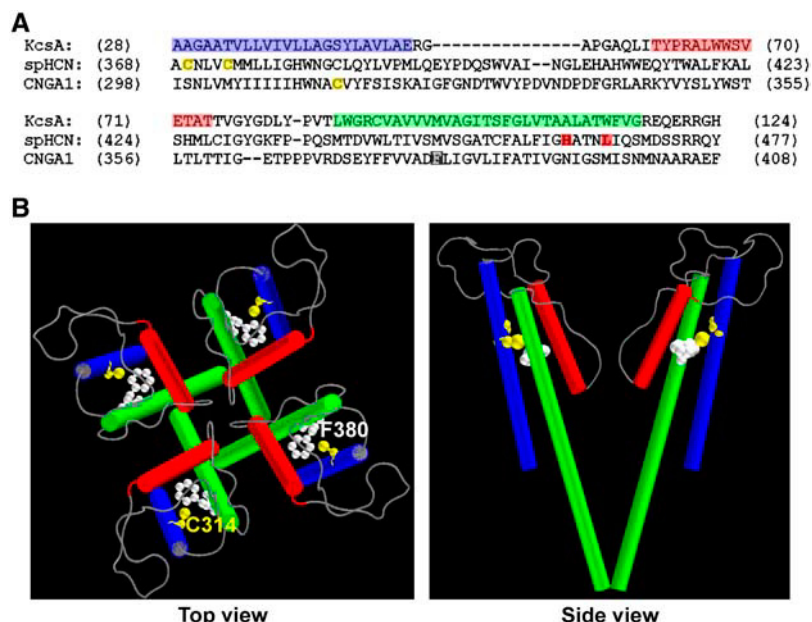 A
KcsA: (28) AAGAATVLLVIVLLAGSYLAVLAERG---------------APGAQLITYPRALWWSV (70)
spHCN: (368) ACNLVCMMLLIGHWNGCLQYLVPMLQEYPDQSWVAI--NGLEHAHWWEQYTWALFKAL (423)
CNGA1: (298) ISNLVMYIIIIIHWNACVYFSISKAIGFGNDTWVYPDVNDPDFGRLARKYVYSLYWST (355)
KcsA: (71) ETATTVGYGDLY-PVTLWGRCVAVVVMVAGITSFGLVTAALATWFVGREQERRGH (124)
spHCN: (424) SHMLCIGYGKFP-PQSMTDVWLTIVSMVSGATCFALFIGHATNLIQSMDSSRRQY (477)
CNGA1 (356) LTLTTIG--ETPPPVRDSEYFFVVADFLIGVLIFATIVGNIGSMISNMNAARAEF (408)
B
F380
C314
Top view
Side view